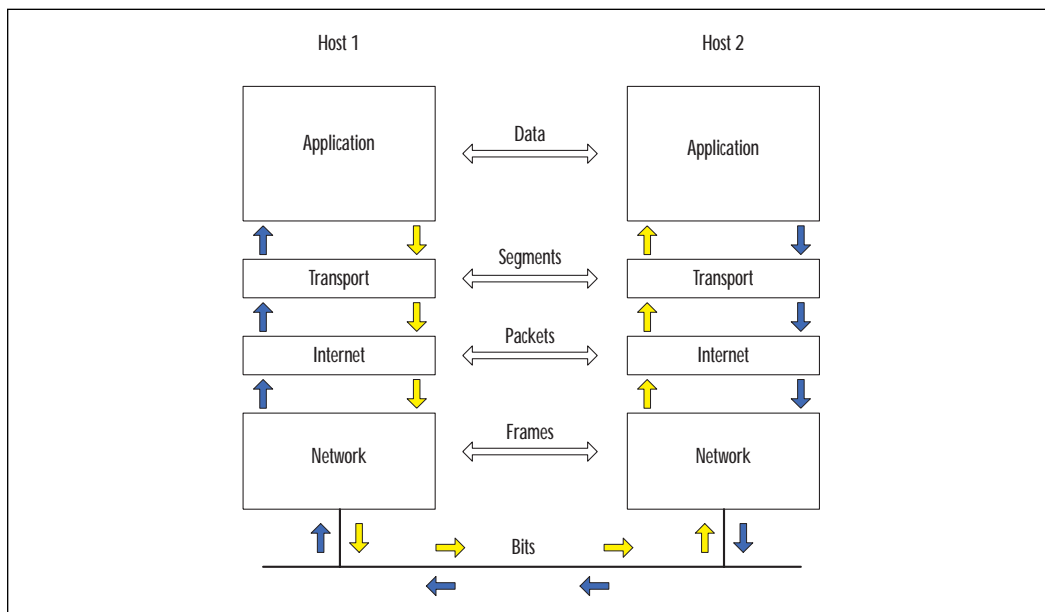 Host 1
Host 2
Application
Data
Application
Segments
Transport
Transport
Packets
Internet
Internet
Frames
Network
Network
Bits